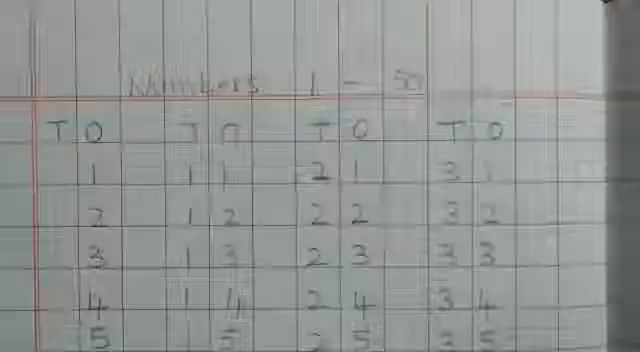 Numbers 1 - 50
T O T O T O T O
1 1 1 2 1 3 1
2 1 2 2 2 3 2
3 1 3 2 3 3 3
4 1 4 2 4 3 4
5 1 5 2 5 3 5